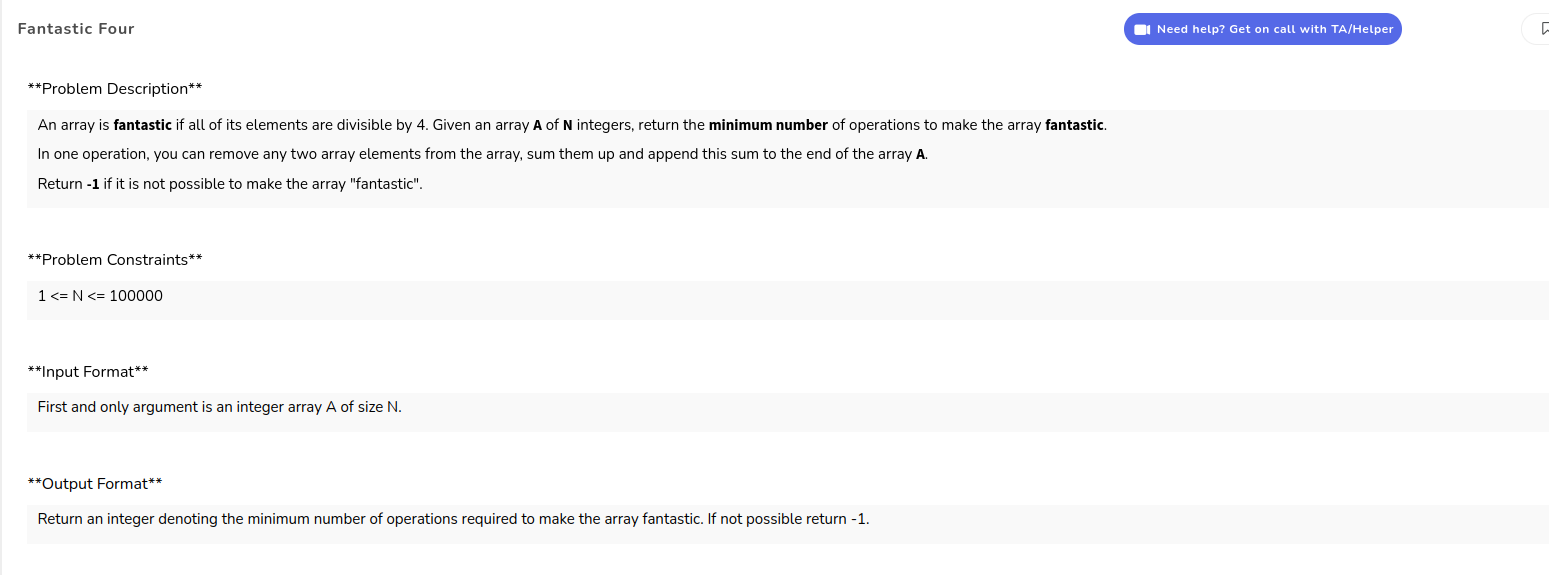 Fantastic Four
Need help? Get on call with TA/Helper
**Problem Description**
An array is fantastic if all of its elements are divisible by 4. Given an array A of N integers, return the minimum number of operations to make the array fantastic.
In one operation, you can remove any two array elements from the array, sum them up and append this sum to the end of the array A.
Return -1 if it is not possible to make the array "fantastic".
**Problem Constraints**
1 <= N <= 100000
**Input Format**
First and only argument is an integer array A of size N.
**Output Format**
Return an integer denoting the minimum number of operations required to make the array fantastic. If not possible return -1.